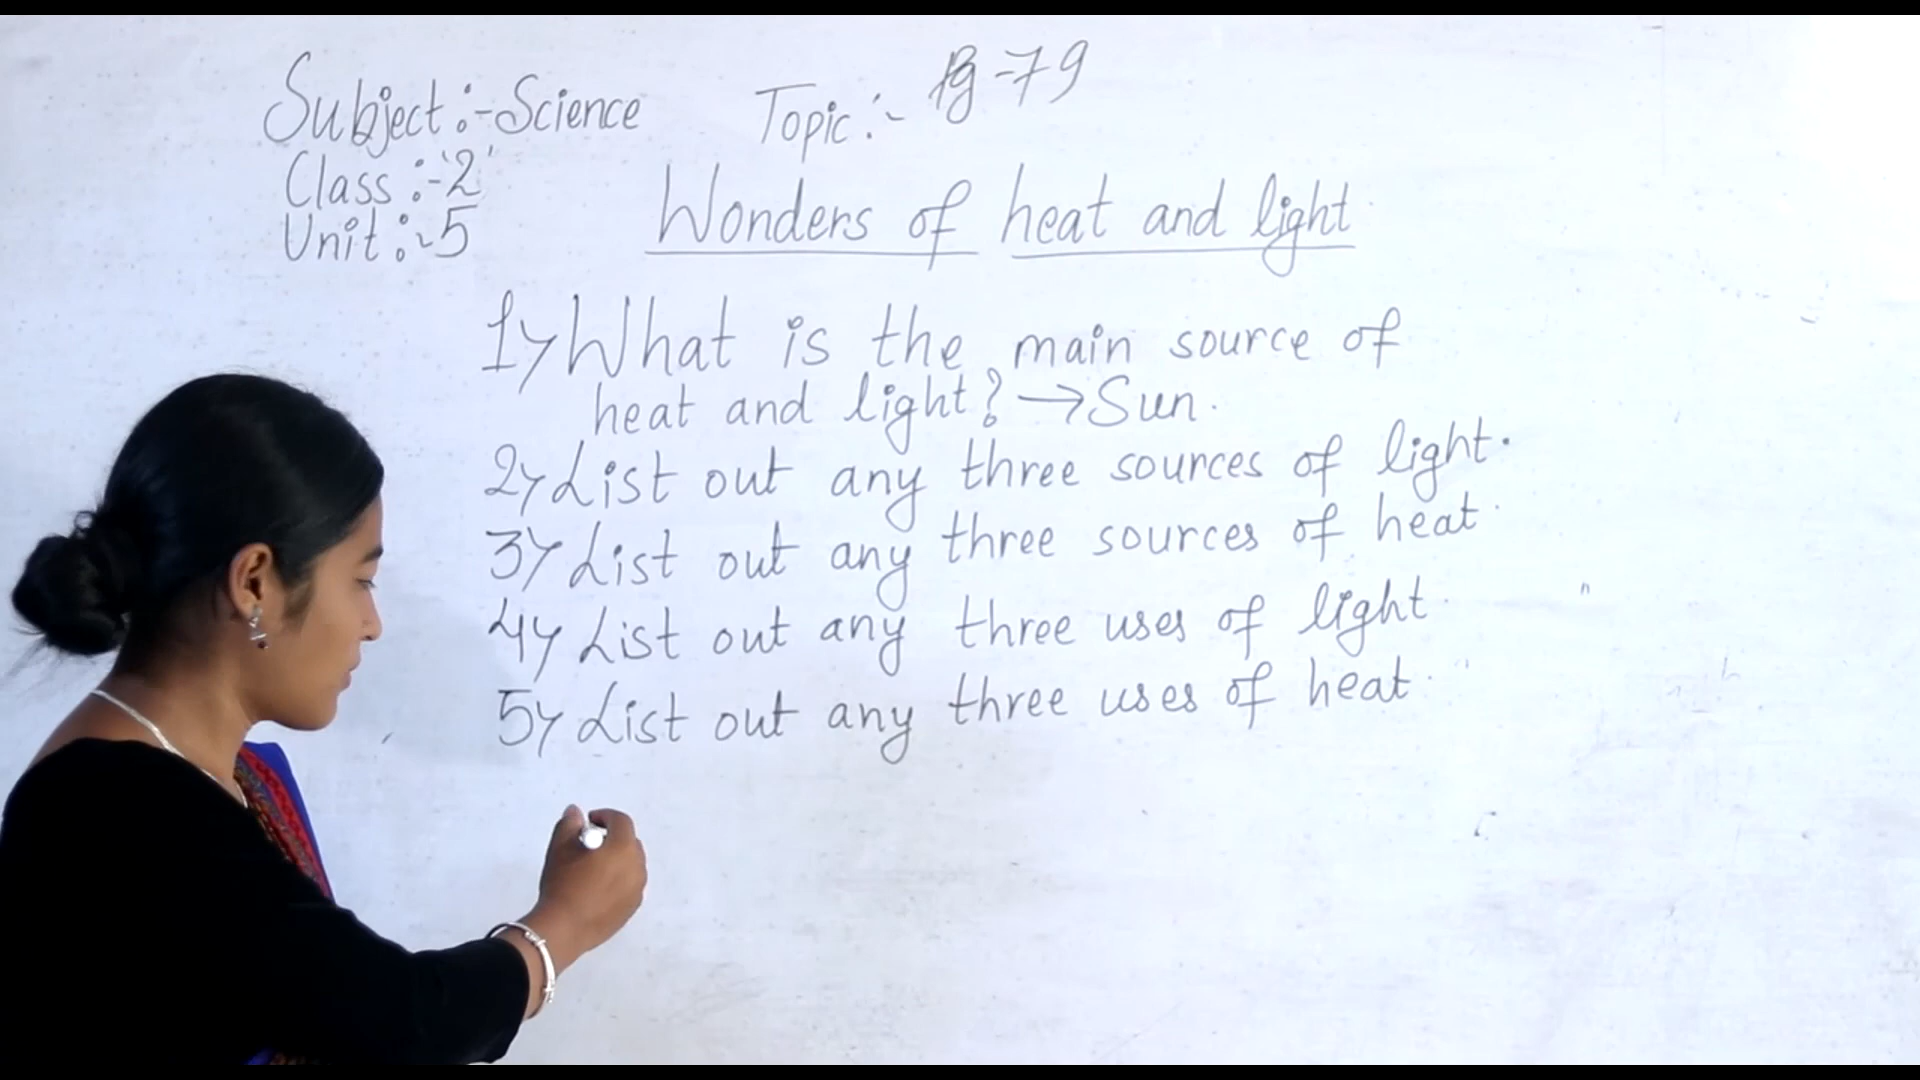 Subject:-Science Topic:- Pg-79
Class:-'2'
Unit:-5 Wonders of heat and light
1) What is the main source of
heat and light? →Sun.
2) List out any three sources of light.
3) List out any three sources of heat.
4) List out any three uses of light.
5) List out any three uses of heat.